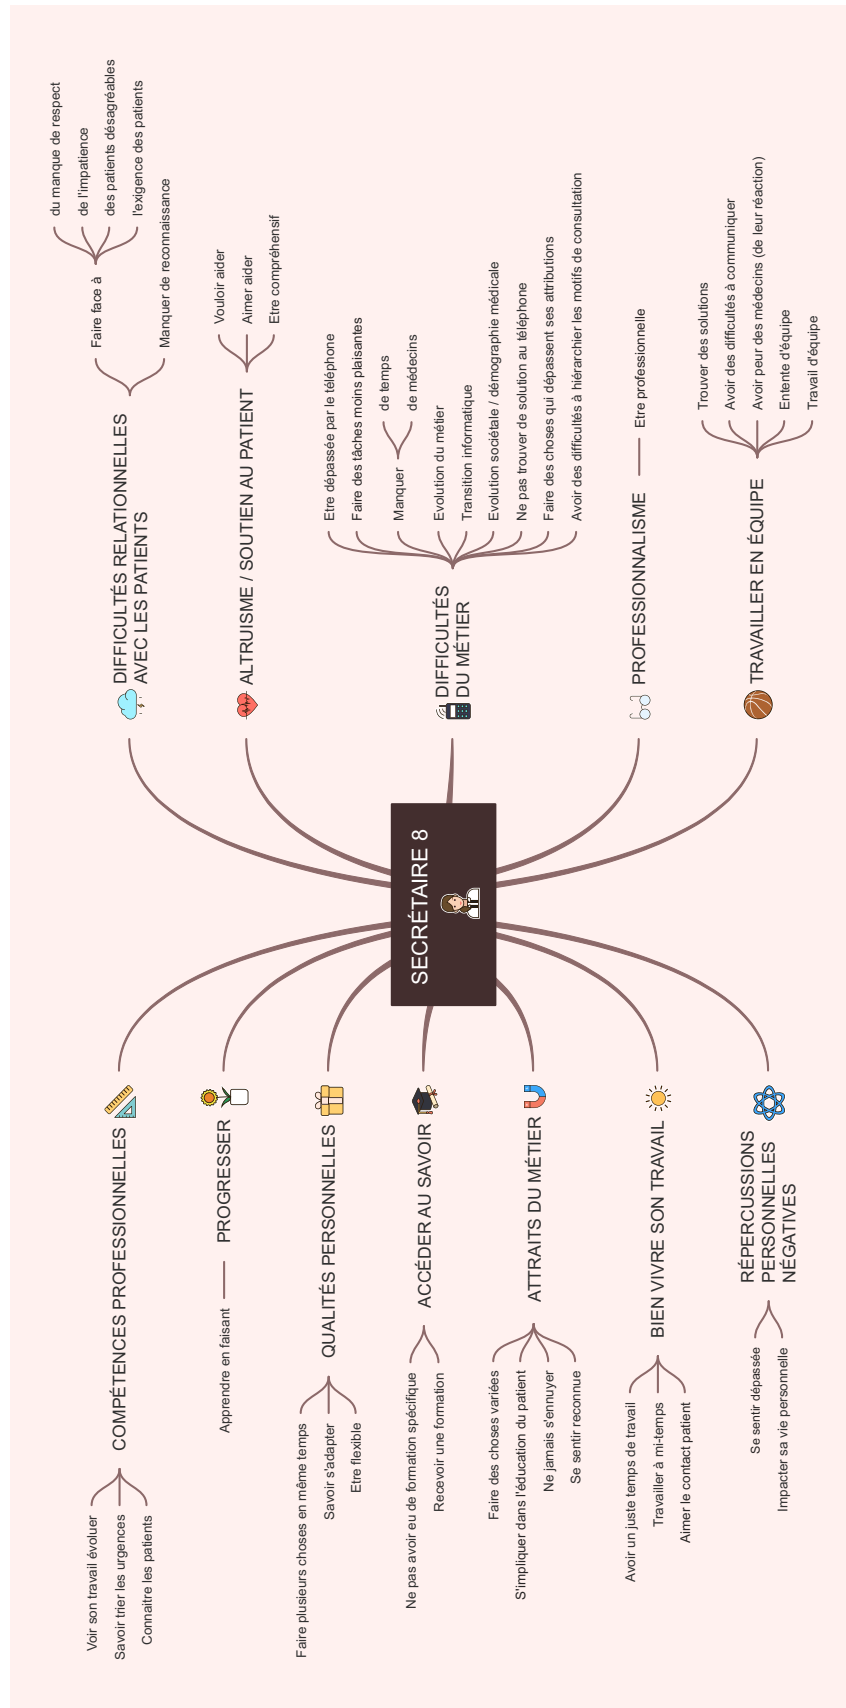 SECRÉTAIRE 8
COMPÉTENCES PROFESSIONNELLES
Voir son travail évoluer
Savoir trier les urgences
Connaitre les patients
PROGRESSER
Apprendre en faisant
QUALITÉS PERSONNELLES
Faire plusieurs choses en même temps
Savoir s'adapter
Etre flexible
ACCÉDER AU SAVOIR
Ne pas avoir eu de formation spécifique
Recevoir une formation
ATTRAITS DU MÉTIER
Faire des choses variées
S'impliquer dans l'éducation du patient
Ne jamais s'ennuyer
Se sentir reconnue
BIEN VIVRE SON TRAVAIL
Avoir un juste temps de travail
Travailler à mi-temps
Aimer le contact patient
RÉPERCUSSIONS
PERSONNELLES
NÉGATIVES
Se sentir dépassée
Impacter sa vie personnelle
DIFFICULTÉS RELATIONNELLES
AVEC LES PATIENTS
Faire face à
du manque de respect
de l'impatience
des patients désagréables
l'exigence des patients
Manquer de reconnaissance
ALTRUISME / SOUTIEN AU PATIENT
Vouloir aider
Aimer aider
Etre compréhensif
DIFFICULTÉS
DU MÉTIER
Etre dépassée par le téléphone
Faire des tâches moins plaisantes
Manquer
de temps
de médecins
Evolution du métier
Transition informatique
Evolution sociétale / démographie médicale
Ne pas trouver de solution au téléphone
Faire des choses qui dépassent ses attributions
Avoir des difficultés à hiérarchier les motifs de consultation
PROFESSIONNALISME
Etre professionnelle
TRAVAILLER EN ÉQUIPE
Trouver des solutions
Avoir des difficultés à communiquer
Avoir peur des médecins (de leur réaction)
Entente d'équipe
Travail d'équipe